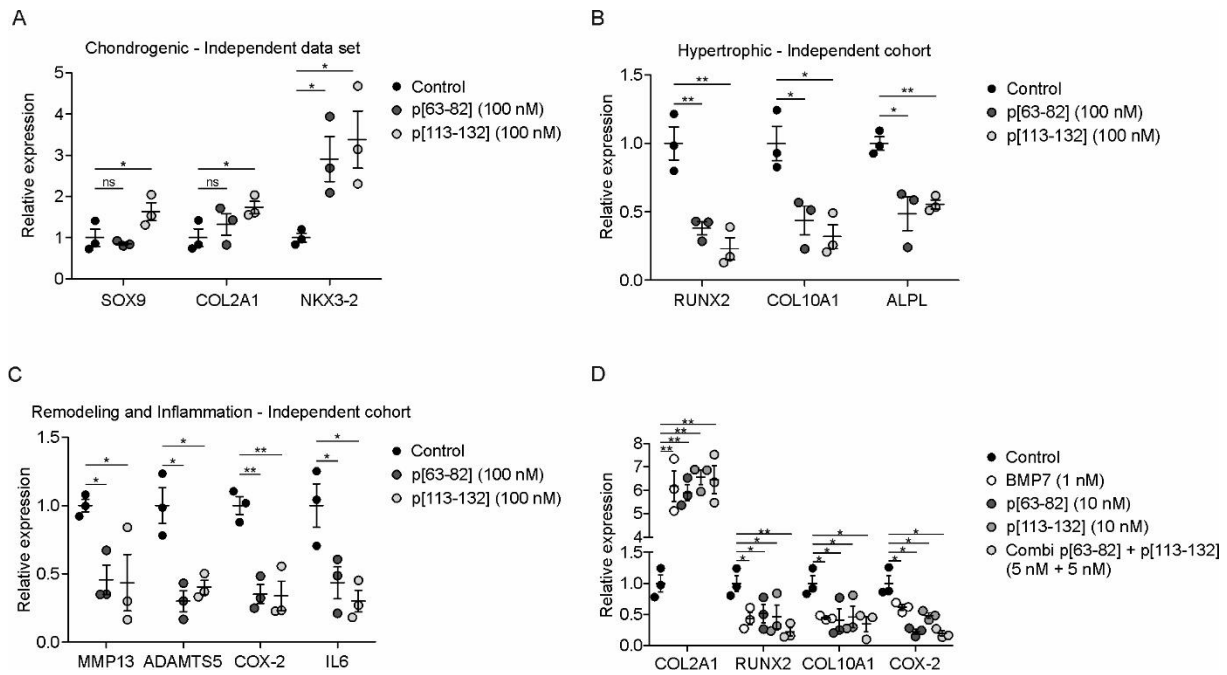 A
Chondrogenic - Independent data set
Relative expression
5
4
3
2
1
0
ns
*
ns
*
*
*
SOX9 COL2A1 NKX3-2
Control
p[63-82] (100 nM)
p[113-132] (100 nM)
B
Hypertrophic - Independent cohort
Relative expression
1.5
1.0
0.5
0.0
**
**
*
*
**
*
RUNX2 COL10A1 ALPL
Control
p[63-82] (100 nM)
p[113-132] (100 nM)
C
Remodeling and Inflammation - Independent cohort
Relative expression
1.5
1.0
0.5
0.0
*
*
*
*
**
**
*
*
MMP13 ADAMTS5 COX-2 IL6
Control
p[63-82] (100 nM)
p[113-132] (100 nM)
D
Relative expression
8
7
6
5
4
1.5
1.0
0.5
0.0
**
**
**
**
**
*
*
*
*
*
*
*
*
*
*
*
COL2A1 RUNX2 COL10A1 COX-2
Control
BMP7 (1 nM)
p[63-82] (10 nM)
p[113-132] (10 nM)
Combi p[63-82] + p[113-132]
(5 nM + 5 nM)